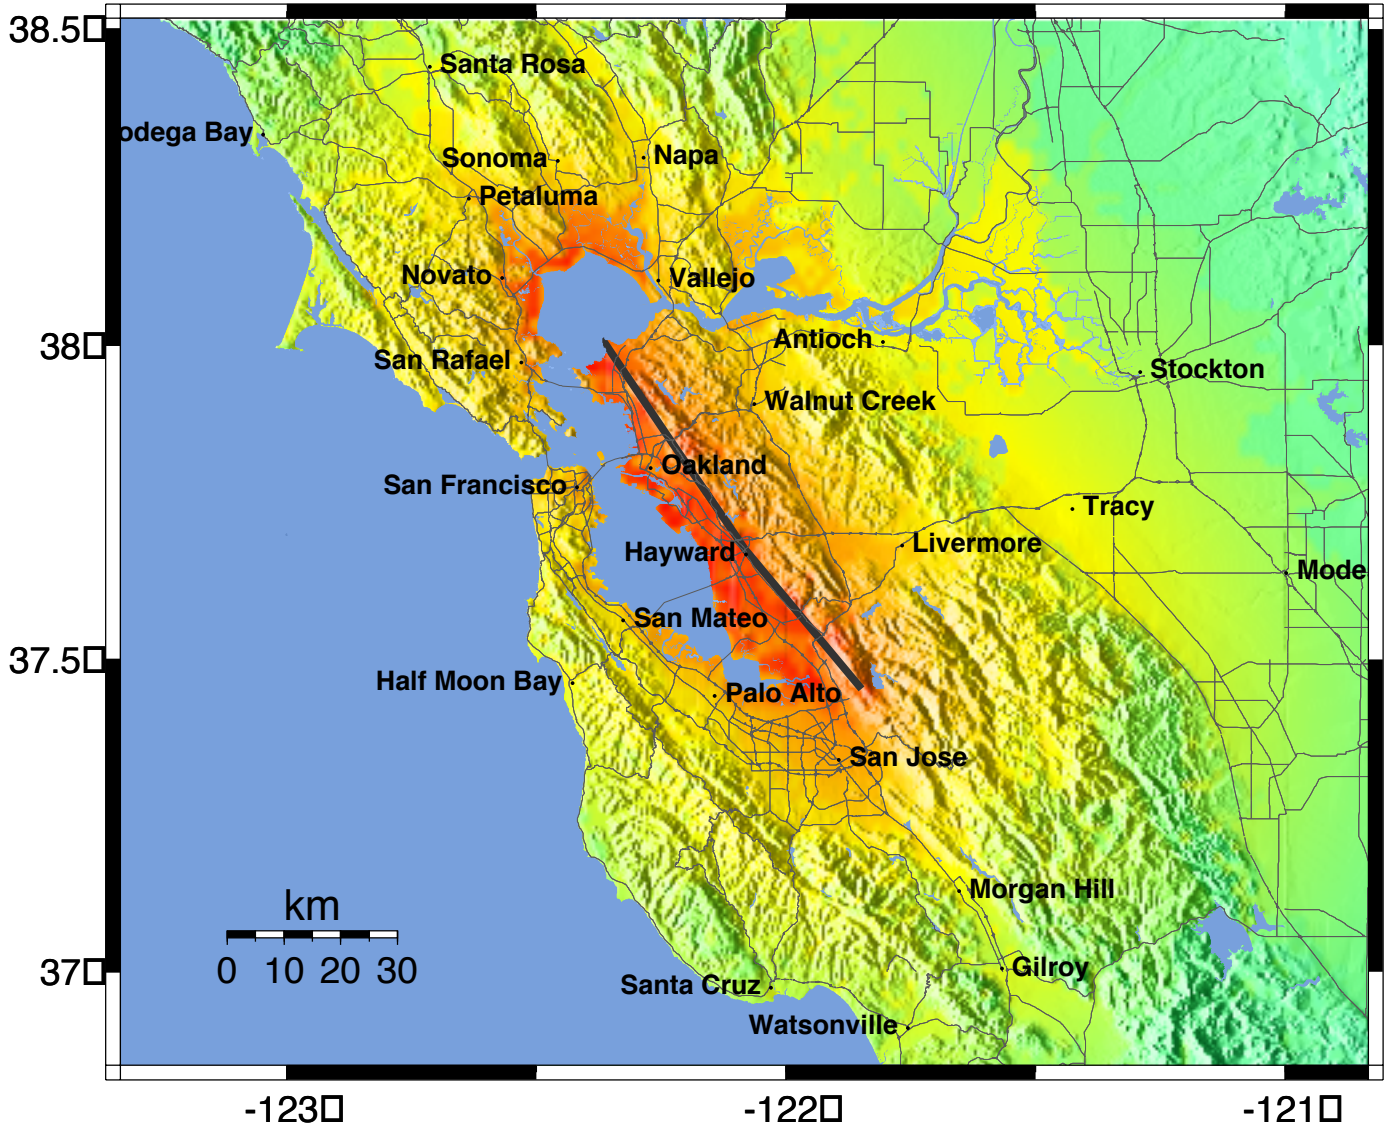 38.5
Santa Rosa
odega Bay
Sonoma
Napa
Petaluma
Novato
Vallejo
38
Antioch
San Rafael
Stockton
Walnut Creek
Oakland
San Francisco
Tracy
Hayward
Livermore
Mode
San Mateo
37.5
Half Moon Bay
Palo Alto
San Jose
Morgan Hill
km
0 10 20 30
37
Gilroy
Santa Cruz
Watsonville
-123
-122
-121